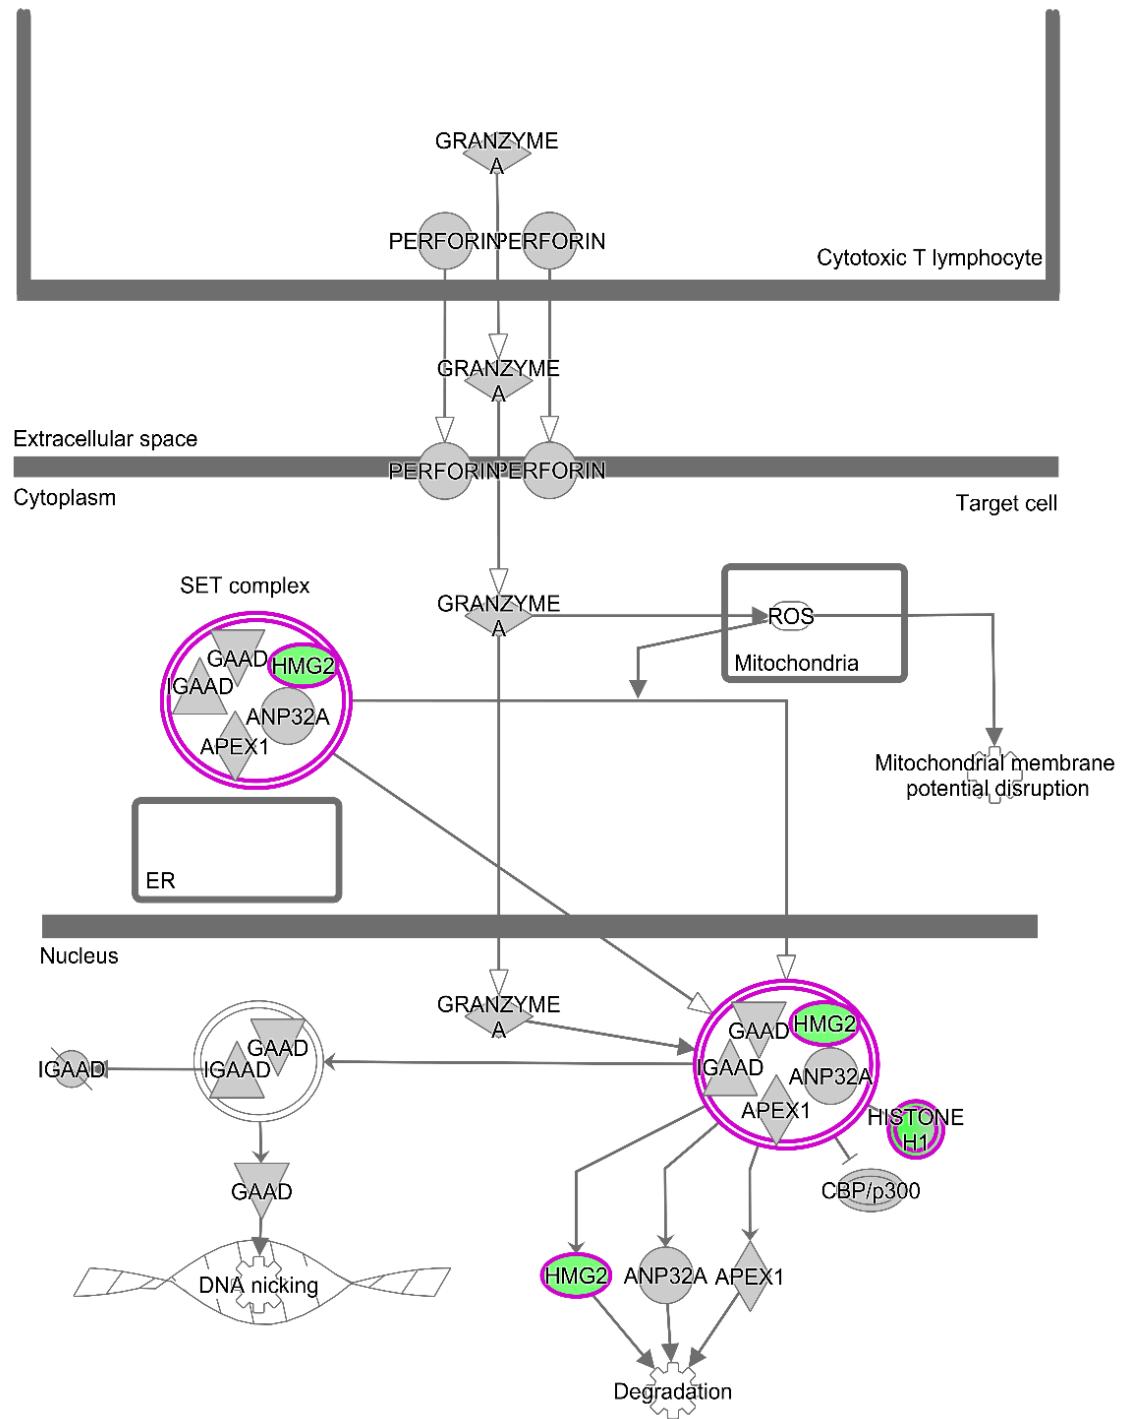 GRANZYME
A
PERFORIN
PERFORIN
Cytotoxic T lymphocyte
GRANZYME
A
Extracellular space
PERFORIN
PERFORIN
Cytoplasm
Target cell
SET complex
GRANZYME
A
ROS
Mitochondria
GAAD
HMG2
IGAAD
ANP32A
APEX1
Mitochondrial membrane
potential disruption
ER
Nucleus
GRANZYME
A
GAAD
HMG2
IGAAD
ANP32A
APEX1
GAAD
IGAAD
IGAAD
HISTONE
H1
CBP/p300
GAAD
DNA nicking
HMG2
ANP32A
APEX1
Degradation